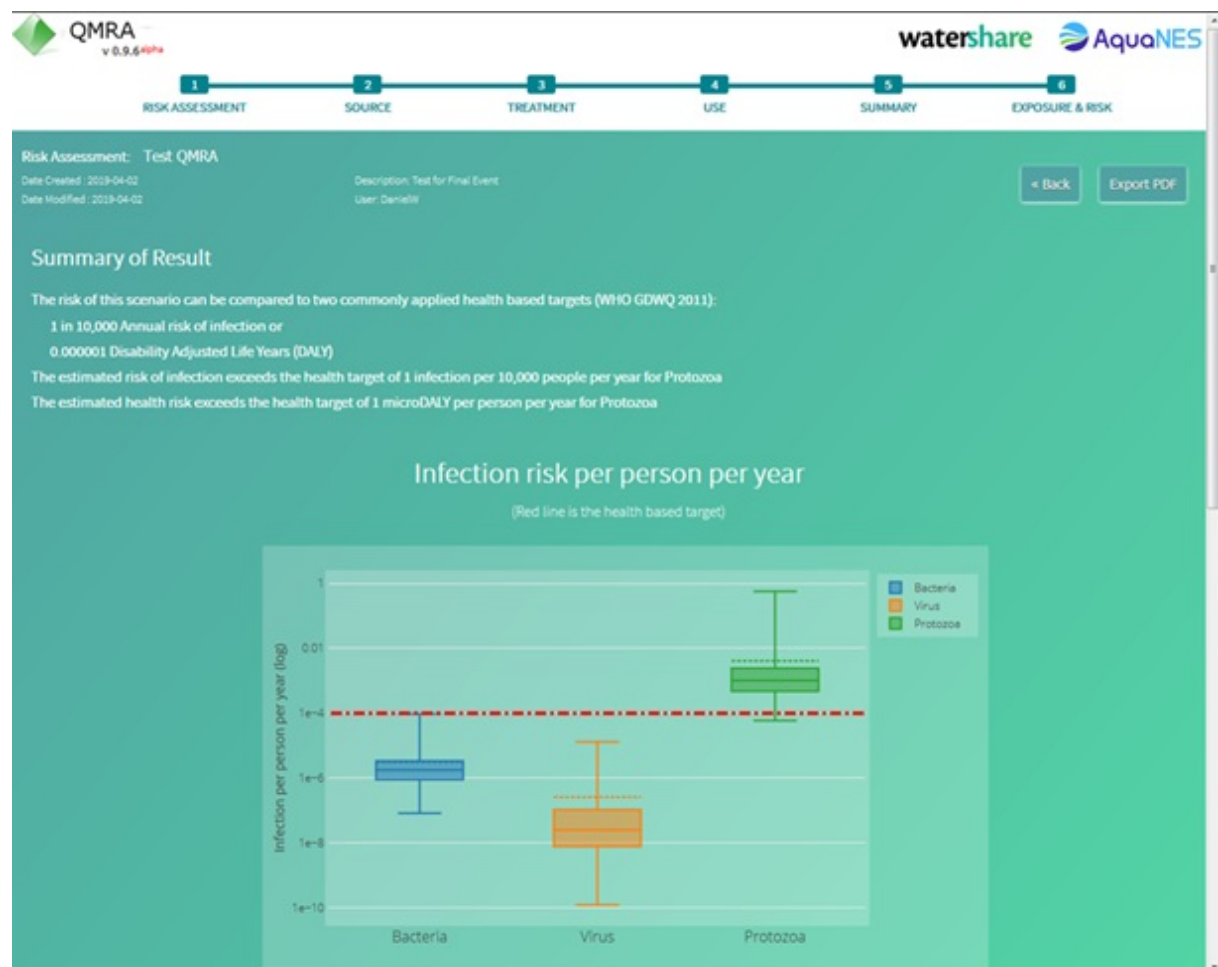 QMRA
v 0.9.6alpha
watershare
AquaNES
1
2
3
4
5
6
RISK ASSESSMENT
SOURCE
TREATMENT
USE
SUMMARY
EXPOSURE & RISK
Risk Assessment: Test QMRA
Date Created : 2019-04-02
Description: Test for Final Event
Date Modified : 2019-04-02
User: DanielW
« Back
Export PDF
Summary of Result
The risk of this scenario can be compared to two commonly applied health based targets (WHO GDWQ 2011):
1 in 10,000 Annual risk of infection or
0.000001 Disability Adjusted Life Years (DALY)
The estimated risk of infection exceeds the health target of 1 infection per 10,000 people per year for Protozoa
The estimated health risk exceeds the health target of 1 microDALY per person per year for Protozoa
Infection risk per person per year
(Red line is the health based target)
Infection per person per year (log)
1
0.01
1e-4
1e-6
1e-8
1e-10
Bacteria
Virus
Protozoa
Bacteria
Virus
Protozoa